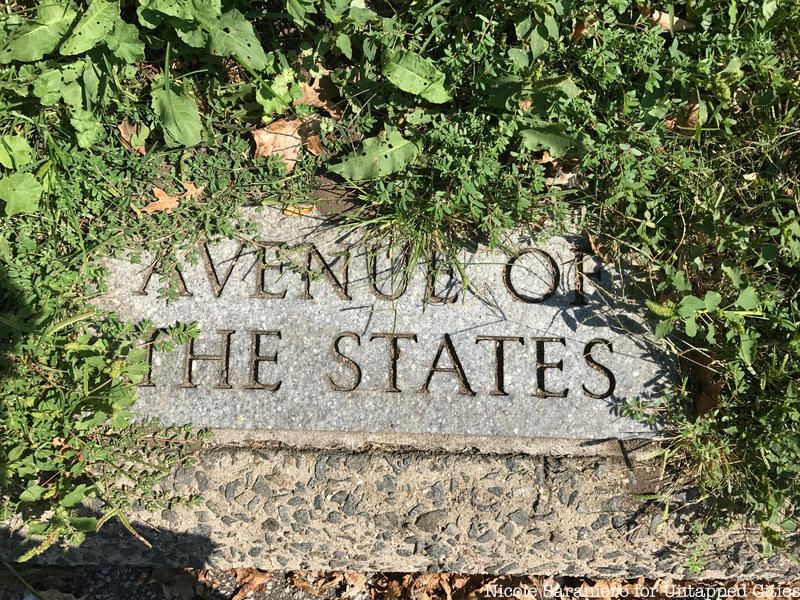 AVENUE OF
THE STATES
Nicole Saraniero for Untapped Cities